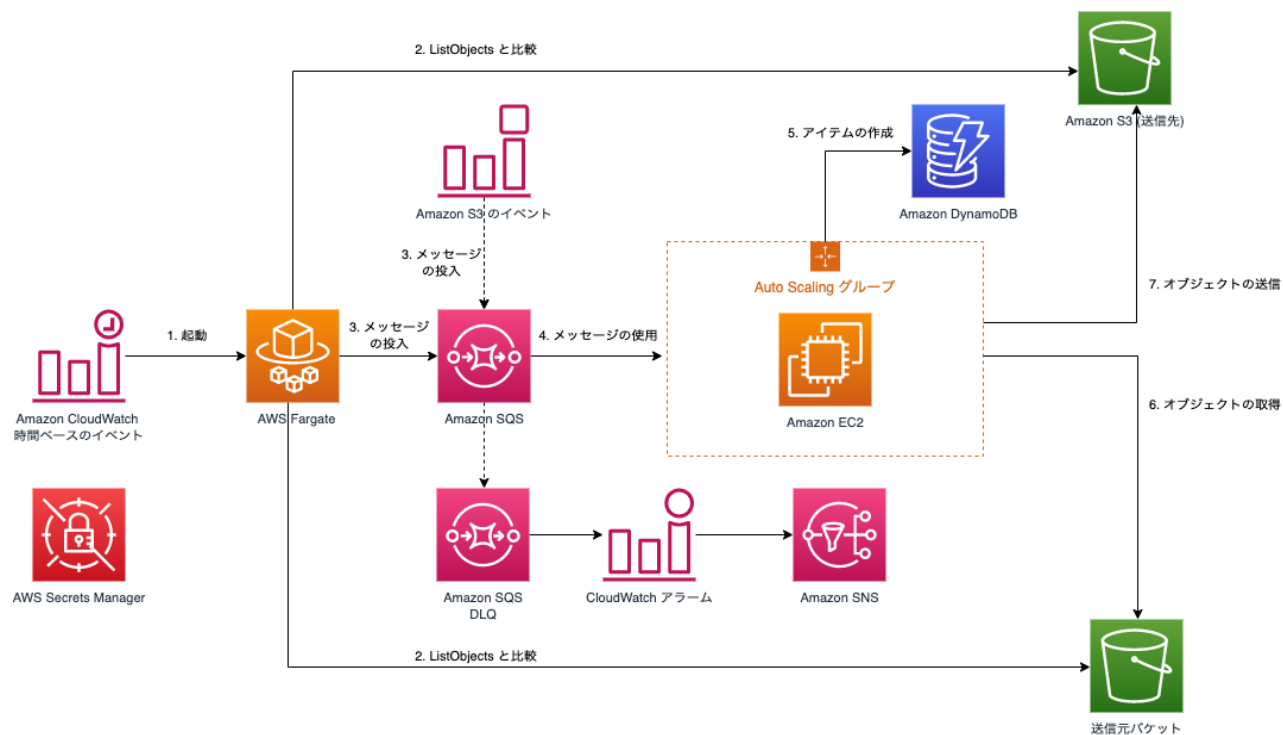 2. ListObjects と比較
Amazon S3 (送信先)
5. アイテムの作成
Amazon S3 のイベント
Amazon DynamoDB
3. メッセージ
の投入
Auto Scaling グループ
7. オブジェクトの送信
1. 起動
3. メッセージ
の投入
4. メッセージの使用
6. オブジェクトの取得
Amazon CloudWatch
時間ベースのイベント
AWS Fargate
Amazon SQS
Amazon EC2
AWS Secrets Manager
Amazon SQS
DLQ
CloudWatch アラーム
Amazon SNS
2. ListObjects と比較
送信元バケット